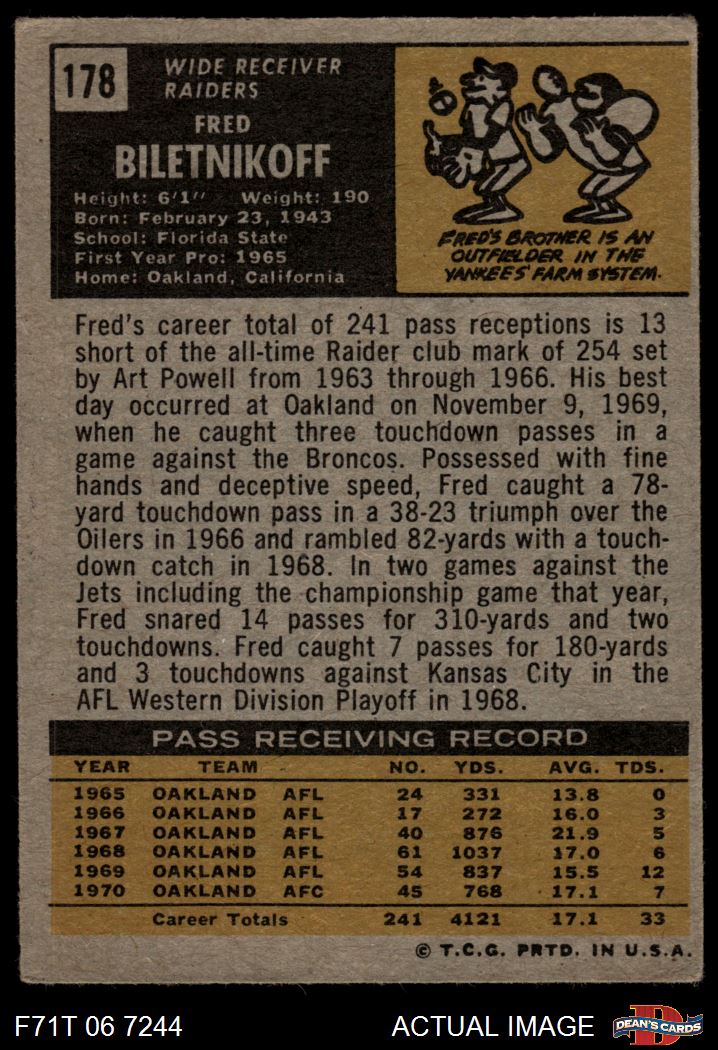 178
WIDE RECEIVER
RAIDERS
FRED
BILETNIKOFF
Height: 6'1" Weight: 190
Born: February 23, 1943
School: Florida State
First Year Pro: 1965
Home: Oakland, California
FRED'S BROTHER IS AN
OUTFIELDER IN THE
YANKEES' FARM SYSTEM.
Fred's career total of 241 pass receptions is 13
short of the all-time Raider club mark of 254 set
by Art Powell from 1963 through 1966. His best
day occurred at Oakland on November 9, 1969,
when he caught three touchdown passes in a
game against the Broncos. Possessed with fine
hands and deceptive speed, Fred caught a 78-
yard touchdown pass in a 38-23 triumph over the
Oilers in 1966 and rambled 82-yards with a touch-
down catch in 1968. In two games against the
Jets including the championship game that year,
Fred snared 14 passes for 310-yards and two
touchdowns. Fred caught 7 passes for 180-yards
and 3 touchdowns against Kansas City in the
AFL Western Division Playoff in 1968.
PASS RECEIVING RECORD
YEAR TEAM NO. YDS. AVG. TDS.
1965 OAKLAND AFL 24 331 13.8 0
1966 OAKLAND AFL 17 272 16.0 3
1967 OAKLAND AFL 40 876 21.9 5
1968 OAKLAND AFL 61 1037 17.0 6
1969 OAKLAND AFL 54 837 15.5 12
1970 OAKLAND AFC 45 768 17.1 7
Career Totals 241 4121 17.1 33
© T.C.G. PRTD. IN U.S.A.
F71T 06 7244 ACTUAL IMAGE DEAN'S CARDS